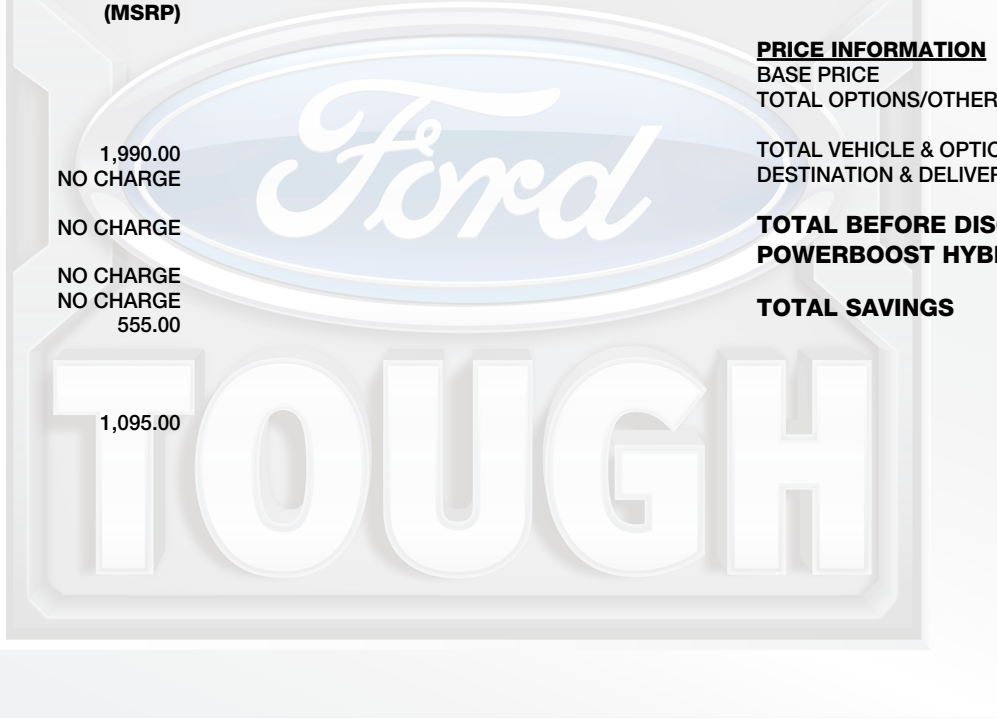 (MSRP)
1,990.00
NO CHARGE
NO CHARGE
NO CHARGE
NO CHARGE
555.00
1,095.00
PRICE INFORMATION
BASE PRICE
TOTAL OPTIONS/OTHER
TOTAL VEHICLE & OPTIO
DESTINATION & DELIVER
TOTAL BEFORE DIS
POWERBOOST HYB
TOTAL SAVINGS
Ford
TOUGH